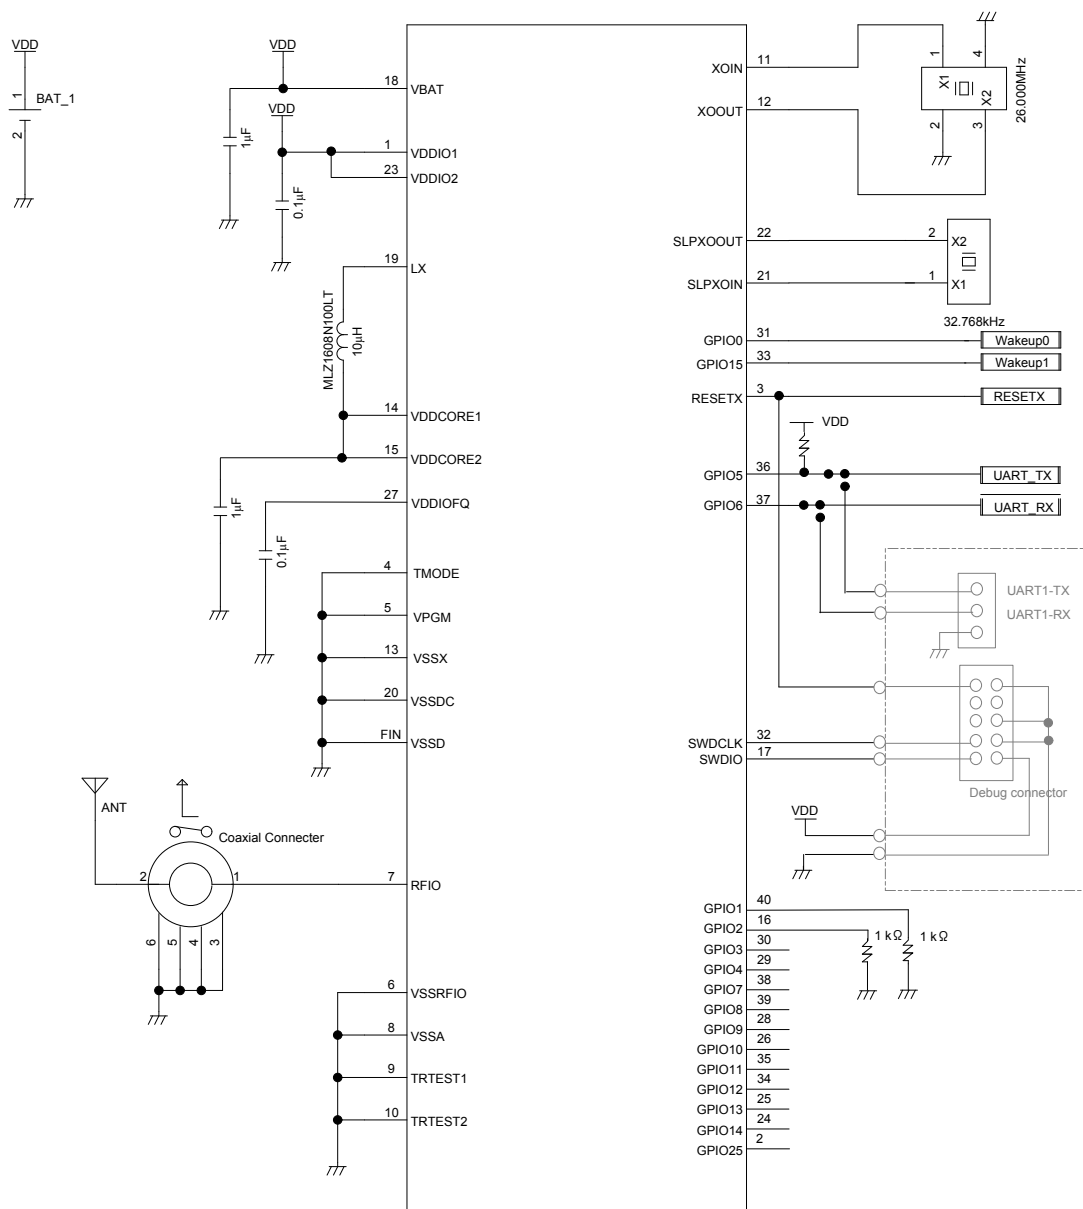 VDD
1
BAT_1
2
VDD
18
VBAT
1µF
VDD
1
VDDIO1
23
VDDIO2
0.1µF
19
LX
MLZ1608N100LT
10µH
14
VDDCORE1
15
VDDCORE2
1µF
27
VDDIOFQ
0.1µF
4
TMODE
5
VPGM
13
VSSX
20
VSSDC
FIN
VSSD
ANT
Coaxial Connecter
2
1
7
RFIO
6
5
4
3
6
VSSRFIO
8
VSSA
9
TRTEST1
10
TRTEST2
XOIN
11
XOOUT
12
1
4
X1
X2
2
3
26.000MHz
SLPXOOUT
22
2
X2
SLPXOIN
21
1
X1
32.768kHz
GPIO0
31
Wakeup0
GPIO15
33
Wakeup1
RESETX
3
RESETX
VDD
GPIO5
36
UART_TX
GPIO6
37
UART_RX
UART1-TX
UART1-RX
SWDCLK
32
SWDIO
17
Debug connector
VDD
GPIO1
40
GPIO2
16
1 kΩ
1 kΩ
GPIO3
30
GPIO4
29
GPIO7
38
GPIO8
39
GPIO9
28
GPIO10
26
GPIO11
35
GPIO12
34
GPIO13
25
GPIO14
24
GPIO25
2